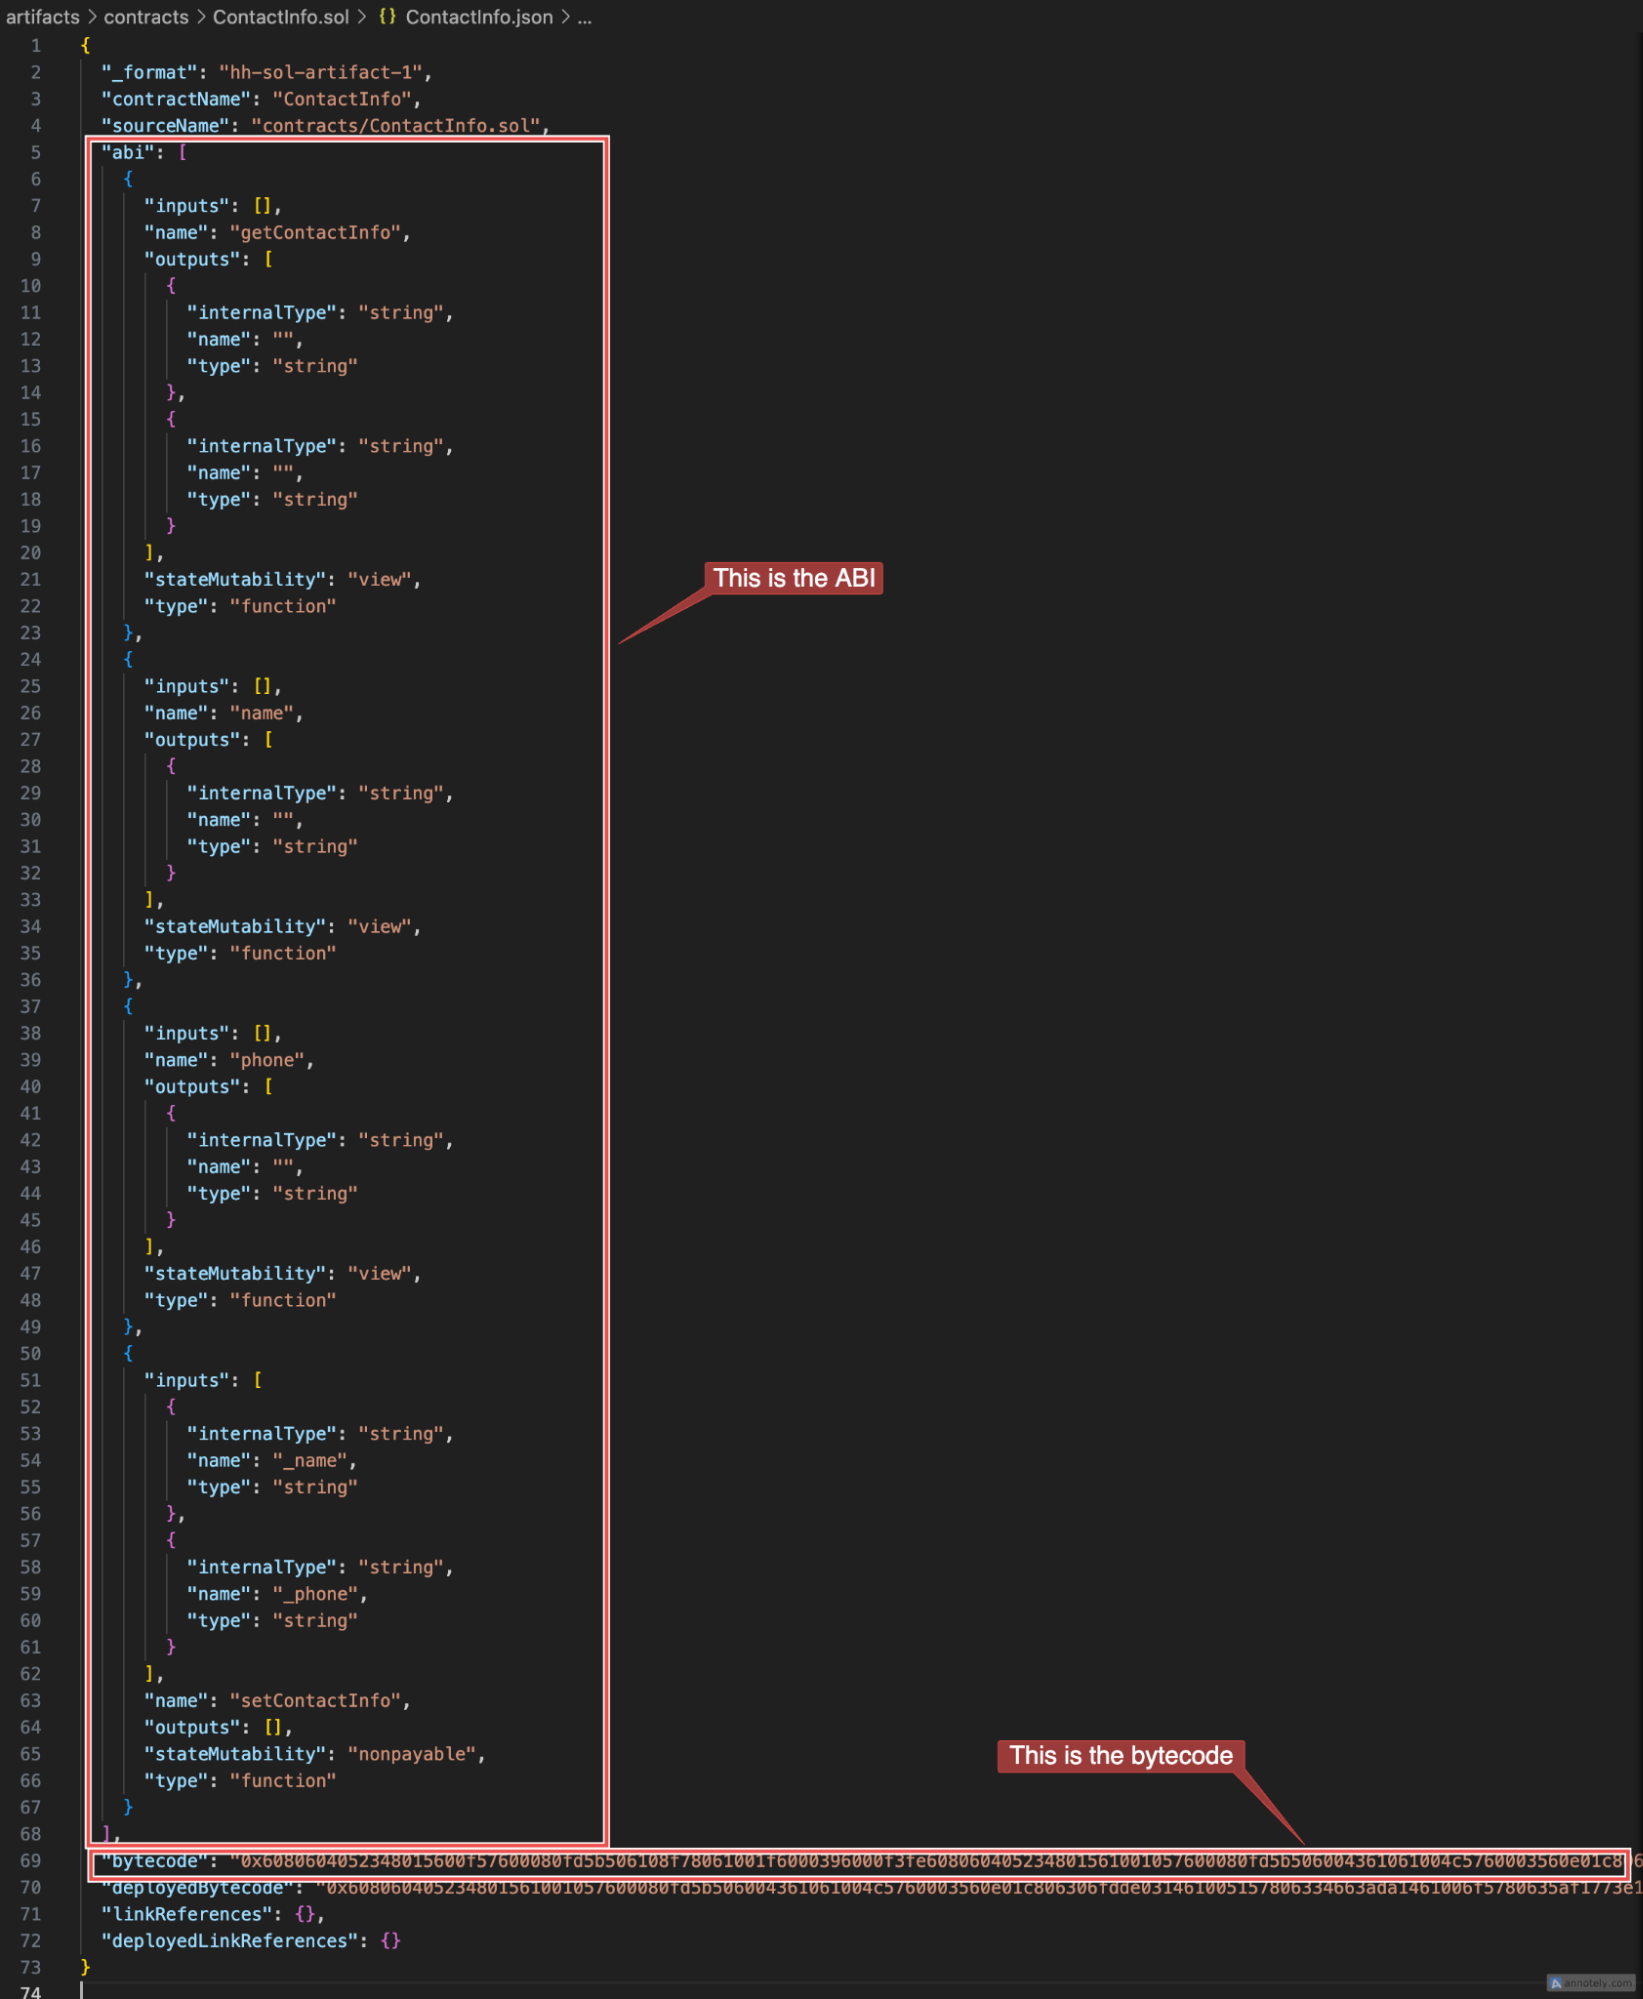 artifacts > contracts > ContactInfo.sol > {} ContactInfo.json > ...
1 {
2 "_format": "hh-sol-artifact-1",
3 "contractName": "ContactInfo",
4 "sourceName": "contracts/ContactInfo.sol",
5 "abi": [
6 {
7 "inputs": [],
8 "name": "getContactInfo",
9 "outputs": [
10 {
11 "internalType": "string",
12 "name": "",
13 "type": "string"
14 },
15 {
16 "internalType": "string",
17 "name": "",
18 "type": "string"
19 }
20 ],
21 "stateMutability": "view",
This is the ABI
22 "type": "function"
23 },
24 {
25 "inputs": [],
26 "name": "name",
27 "outputs": [
28 {
29 "internalType": "string",
30 "name": "",
31 "type": "string"
32 }
33 ],
34 "stateMutability": "view",
35 "type": "function"
36 },
37 {
38 "inputs": [],
39 "name": "phone",
40 "outputs": [
41 {
42 "internalType": "string",
43 "name": "",
44 "type": "string"
45 }
46 ],
47 "stateMutability": "view",
48 "type": "function"
49 },
50 {
51 "inputs": [
52 {
53 "internalType": "string",
54 "name": "_name",
55 "type": "string"
56 },
57 {
58 "internalType": "string",
59 "name": "_phone",
60 "type": "string"
61 }
62 ],
63 "name": "setContactInfo",
64 "outputs": [],
65 "stateMutability": "nonpayable",
This is the bytecode
66 "type": "function"
67 }
68 ],
69 "bytecode": "0x608060405234801561600f57600080fd5b506108f78061001f6000396000f3fe608060405234801561001057600080fd5b506004361061004c5760003560e01c8
70 "deployedBytecode": "0x608060405234801561001057600080fd5b506004361061004c5760003560e01c806306fdde031461005157806334663ada1461006f5780635af1773e1
71 "linkReferences": {},
72 "deployedLinkReferences": {}
73 }
74
annotely.com